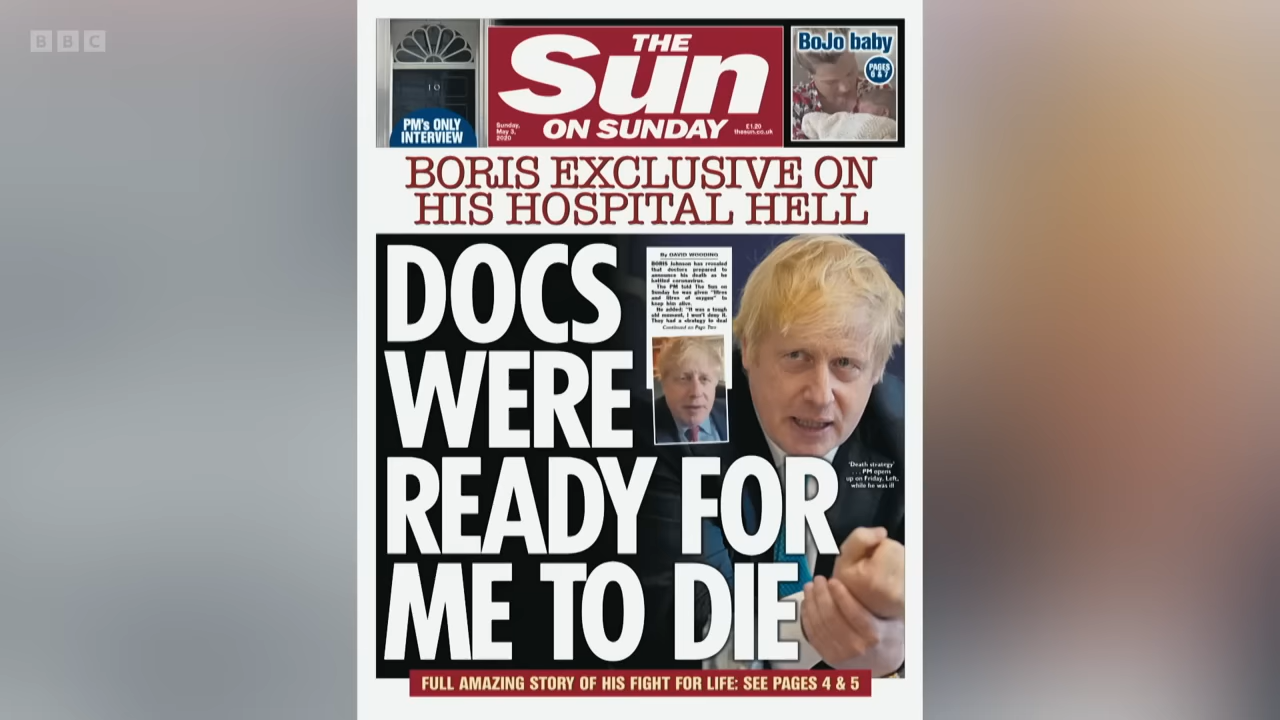 BBC
THE
Sun
ON SUNDAY
Sunday,
May 3,
2020
£1.20
thesun.co.uk
10
PM's ONLY
INTERVIEW
BoJo baby
PAGES
6 & 7
BORIS EXCLUSIVE ON
HIS HOSPITAL HELL
DOCS
WERE
READY FOR
ME TO DIE
By DAVID WOODING
BORIS Johnson has revealed
that doctors prepared to
announce his death as he
battled coronavirus.
The PM told The Sun on
Sunday he was given "litres
and litres of oxygen" to
keep him alive.
He added: "It was a tough
old moment, I won't deny it.
They had a strategy to deal
Continued on Page Two
'Death strategy'
. . . PM opens
up on Friday. Left,
while he was ill
FULL AMAZING STORY OF HIS FIGHT FOR LIFE: SEE PAGES 4 & 5